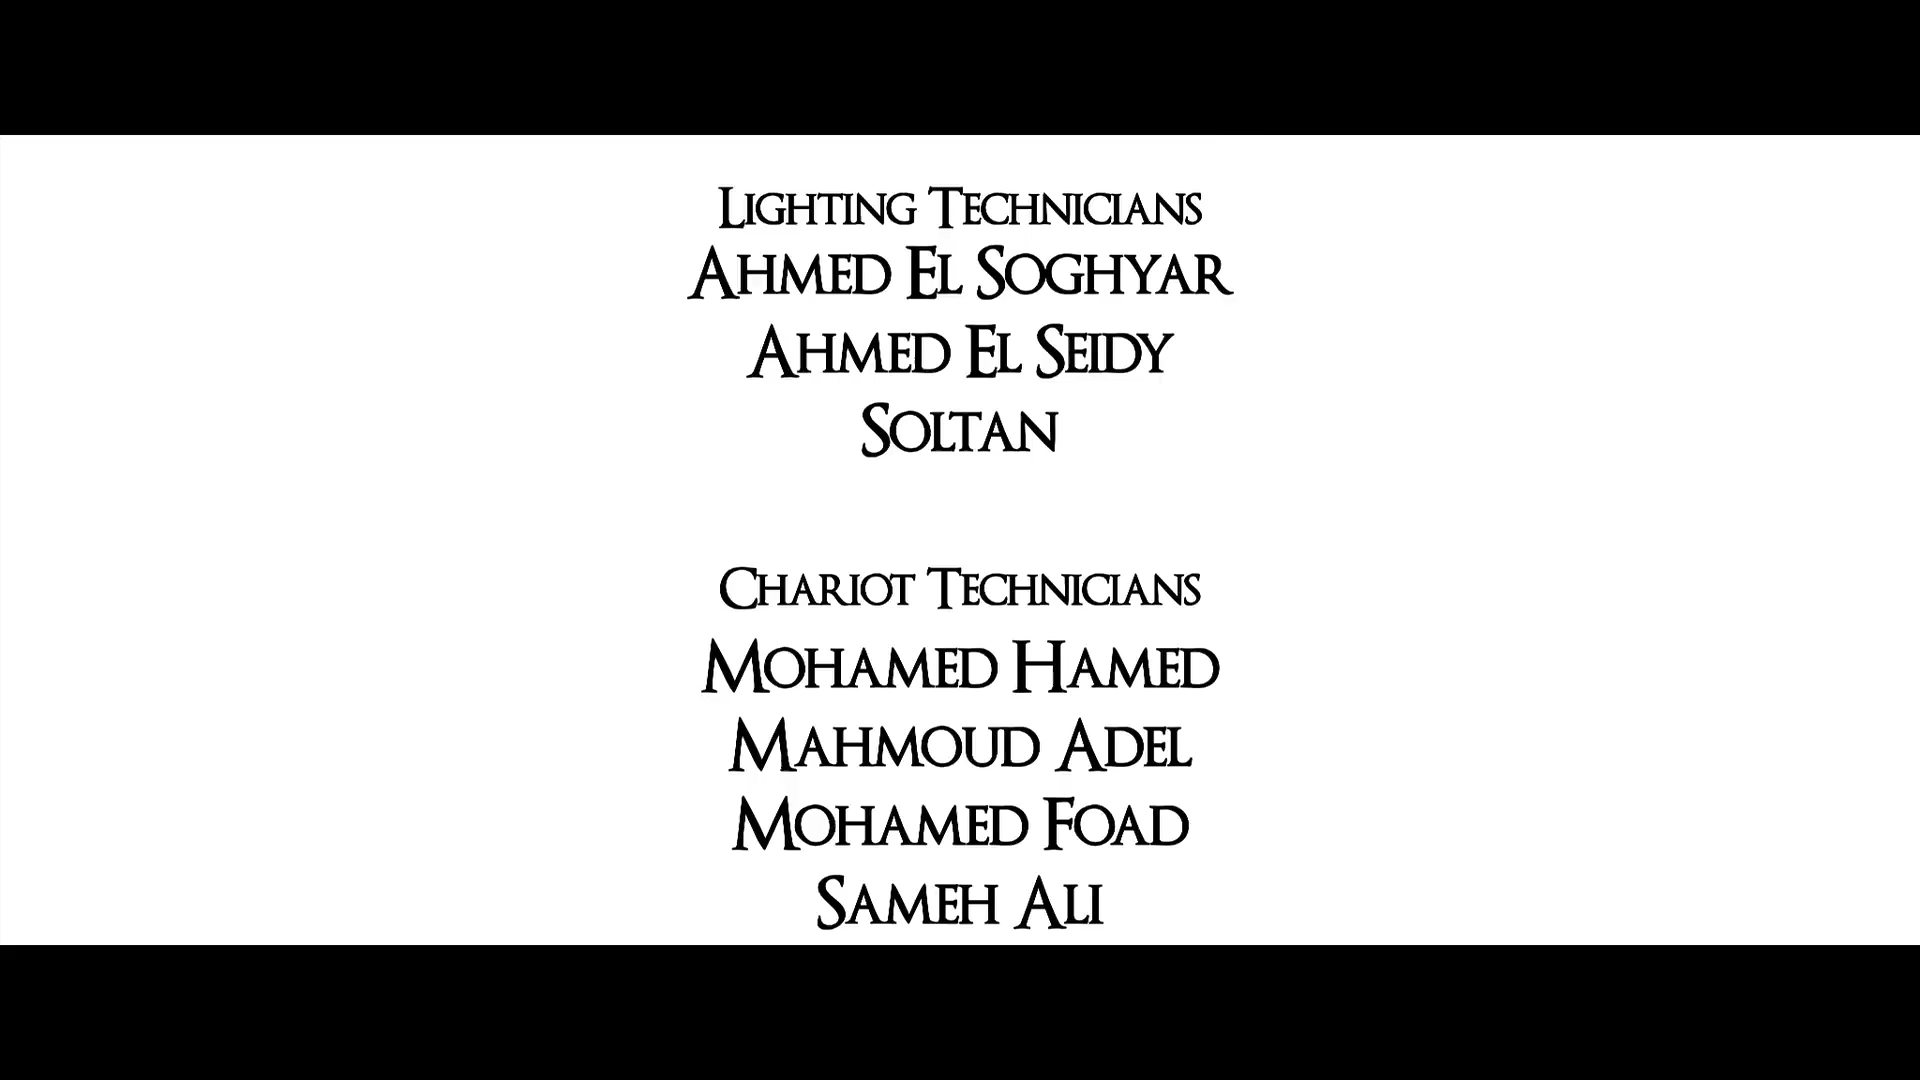 Lighting Technicians
Ahmed El Soghyar
Ahmed El Seidy
Soltan
Chariot Technicians
Mohamed Hamed
Mahmoud Adel
Mohamed Foad
Sameh Ali